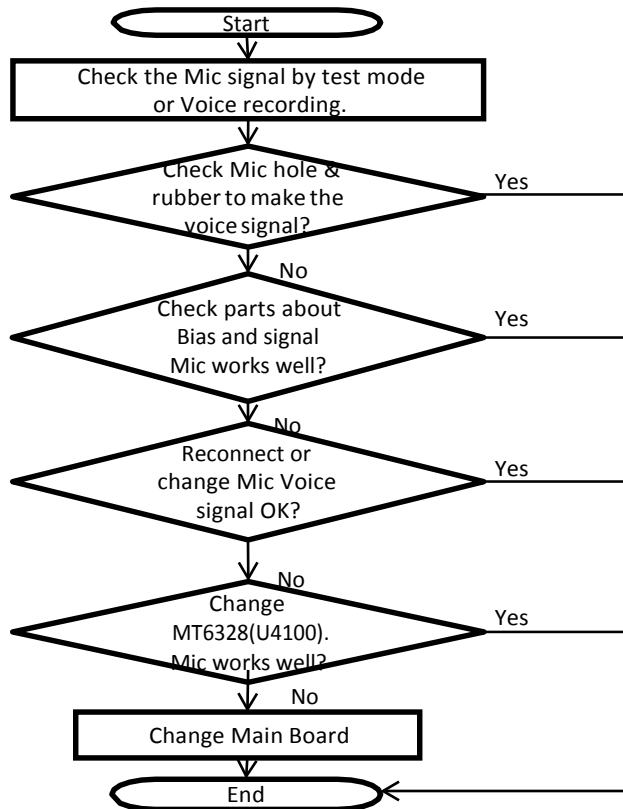 Start
Check the Mic signal by test mode
or Voice recording.
Check Mic hole &
rubber to make the
voice signal?
Yes
No
Check parts about
Bias and signal
Mic works well?
Yes
No
Reconnect or
change Mic Voice
signal OK?
Yes
No
Change
MT6328(U4100).
Mic works well?
Yes
No
Change Main Board
End